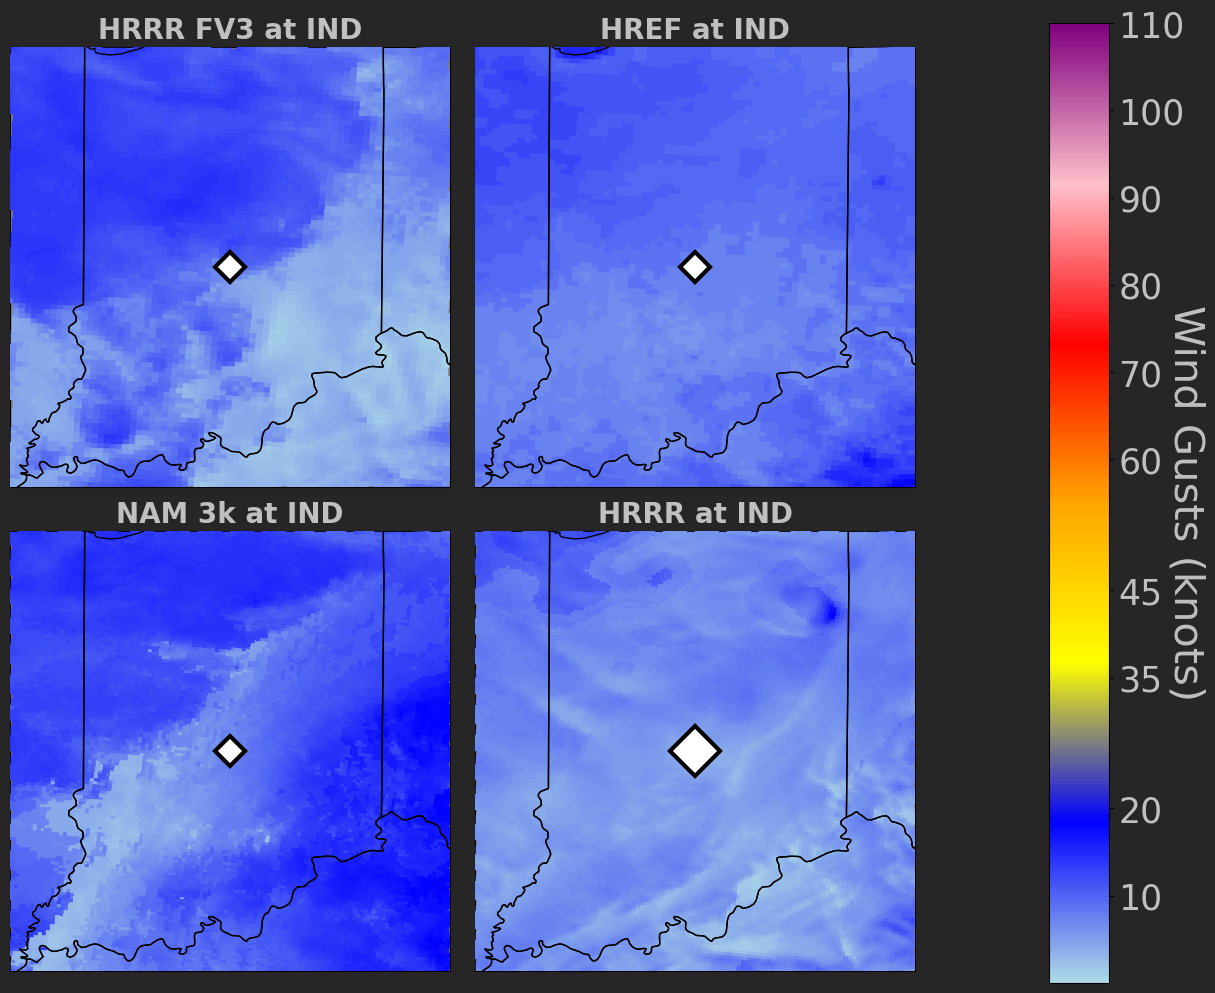 HRRR FV3 at IND
HREF at IND
NAM 3k at IND
HRRR at IND
110
100
90
80
70
60
45
35
20
10
Wind Gusts (knots)